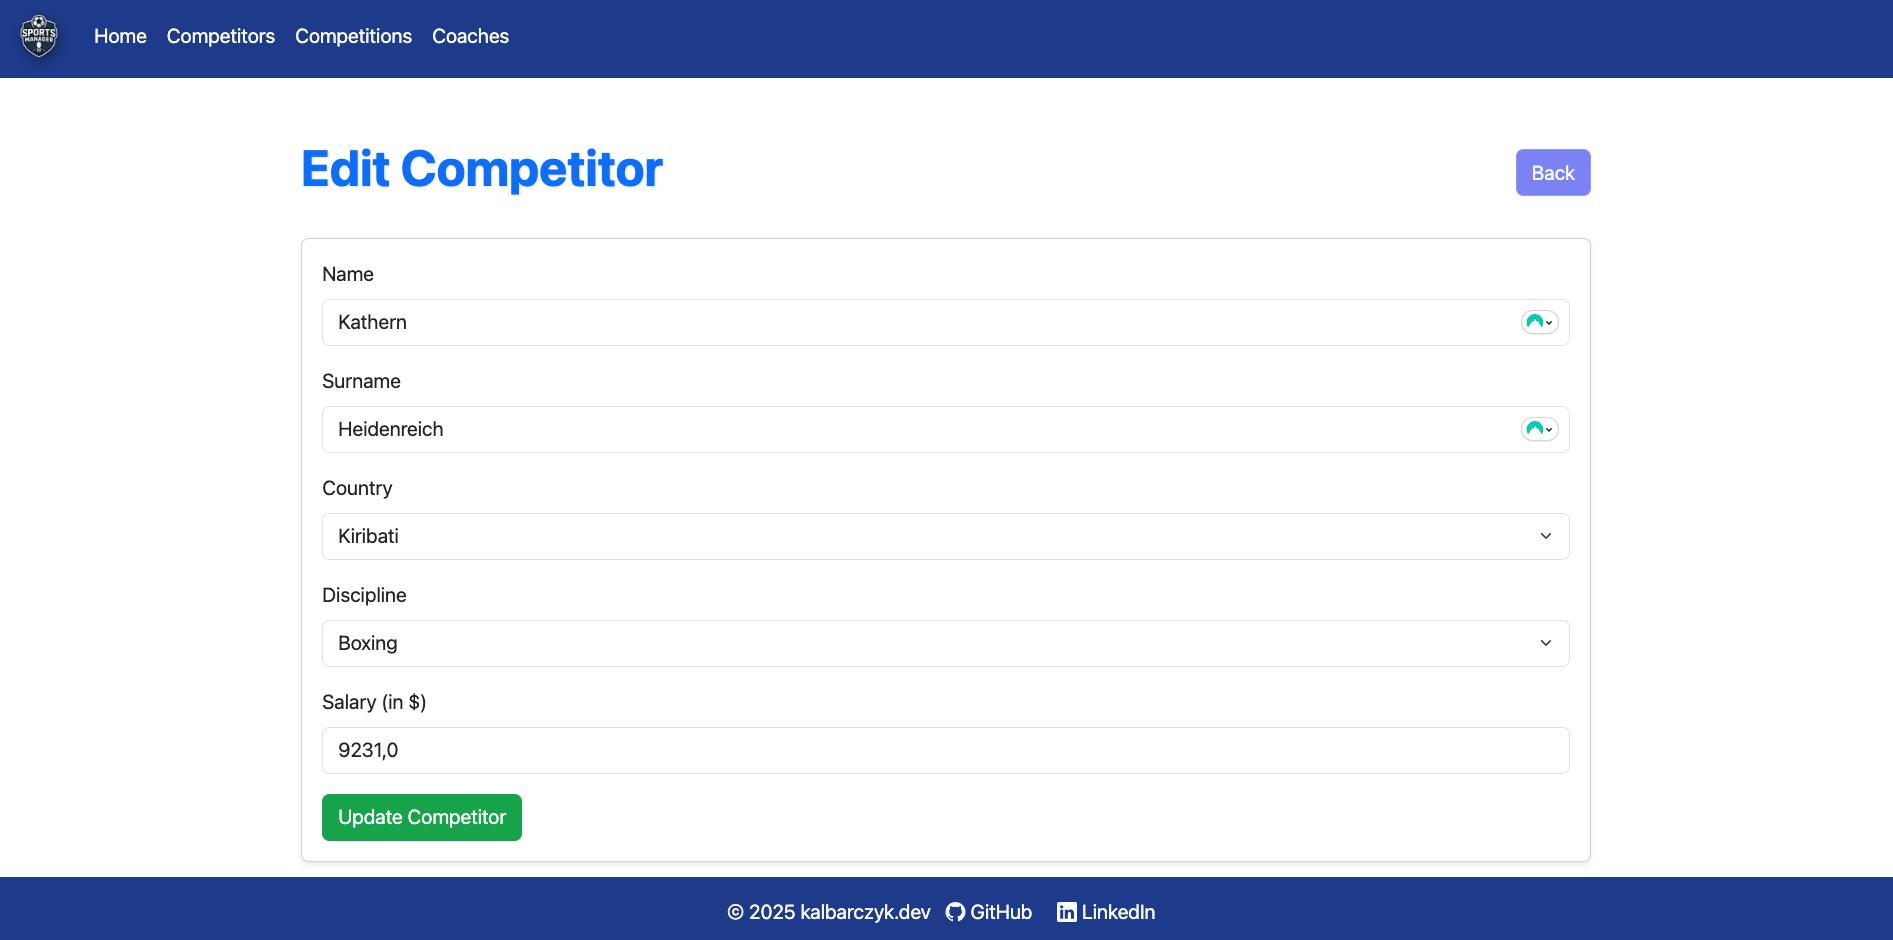 SPORTS
MANAGER
Home Competitors Competitions Coaches
Edit Competitor
Back
Name
Kathern
Surname
Heidenreich
Country
Kiribati
Discipline
Boxing
Salary (in $)
9231,0
Update Competitor
© 2025 kalbarczyk.dev GitHub LinkedIn